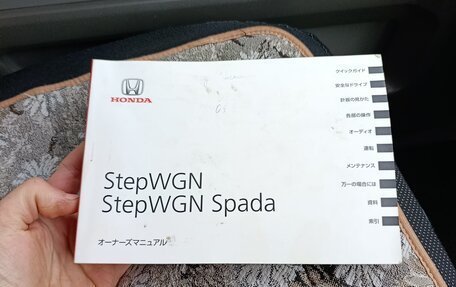 HONDA
StepWGN
StepWGN Spada
オーナーズマニュアル
クイックガイド
安全なドライブ
計器の見かた
各部の操作
オーディオ
運転
メンテナンス
万一の場合には
資料
索引